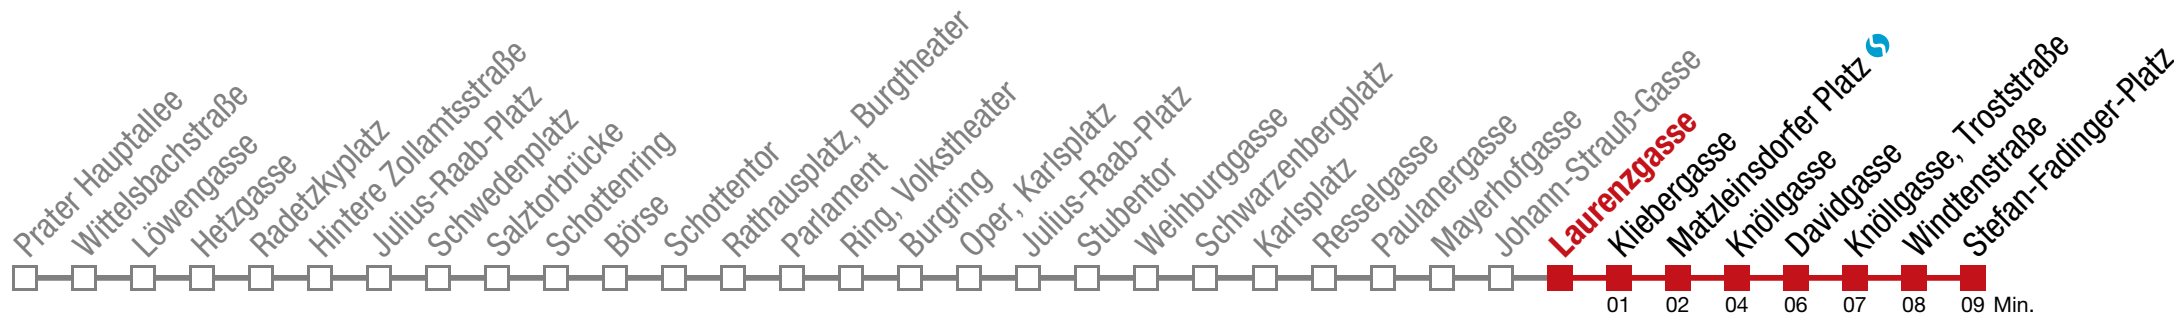 Prater Hauptallee
Wittelsbachstraße
Löwengasse
Hetzgasse
Radetzkyplatz
Hintere Zollamtsstraße
Julius-Raab-Platz
Schwedenplatz
Salztorbrücke
Schottenring
Börse
Schottentor
Rathausplatz, Burgtheater
Parlament
Ring, Volkstheater
Burgring
Oper, Karlsplatz
Julius-Raab-Platz
Stubentor
Weihburggasse
Schwarzenbergplatz
Karlsplatz
Resselgasse
Paulanergasse
Mayerhofgasse
Johann-Strauß-Gasse
Laurenzgasse
Kliebergasse
Matzleinsdorfer Platz
Knöllgasse
Davidgasse
Knöllgasse, Troststraße
Windtenstraße
Stefan-Fadinger-Platz
01 02 04 06 07 08 09 Min.